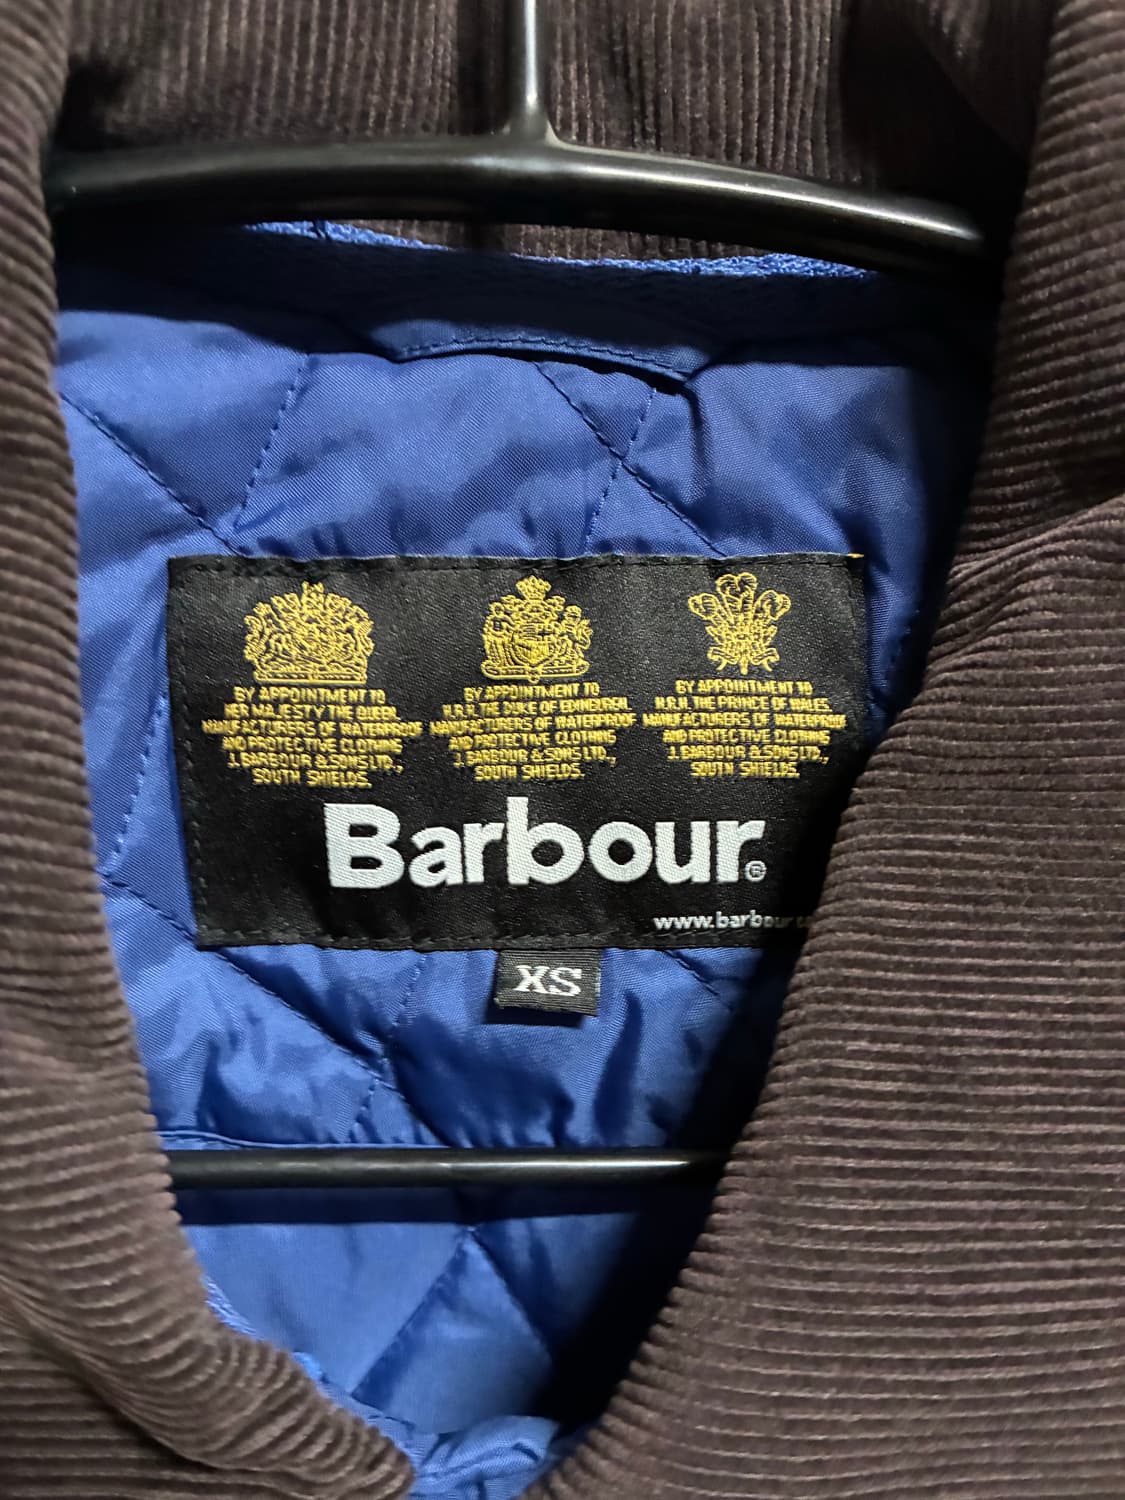 BY APPOINTMENT TO
H.R MAJESTY THE QUEEN
MANUFACTURERS OF WATERPROOF
AND PROTECTIVE CLOTHING
J. BARBOUR & SONS LTD.,
SOUTH SHIELDS.
BY APPOINTMENT TO
H.R.H. THE DUKE OF EDINBURGH,
MANUFACTURERS OF WATERPROOF
AND PROTECTIVE CLOTHING
J. BARBOUR & SONS LTD.,
SOUTH SHIELDS.
BY APPOINTMENT TO
H.R.H. THE PRINCE OF WALES,
MANUFACTURERS OF WATERPROOF
AND PROTECTIVE CLOTHING
J. BARBOUR & SONS LTD.,
SOUTH SHIELDS.
Barbour®
www.barbour
XS